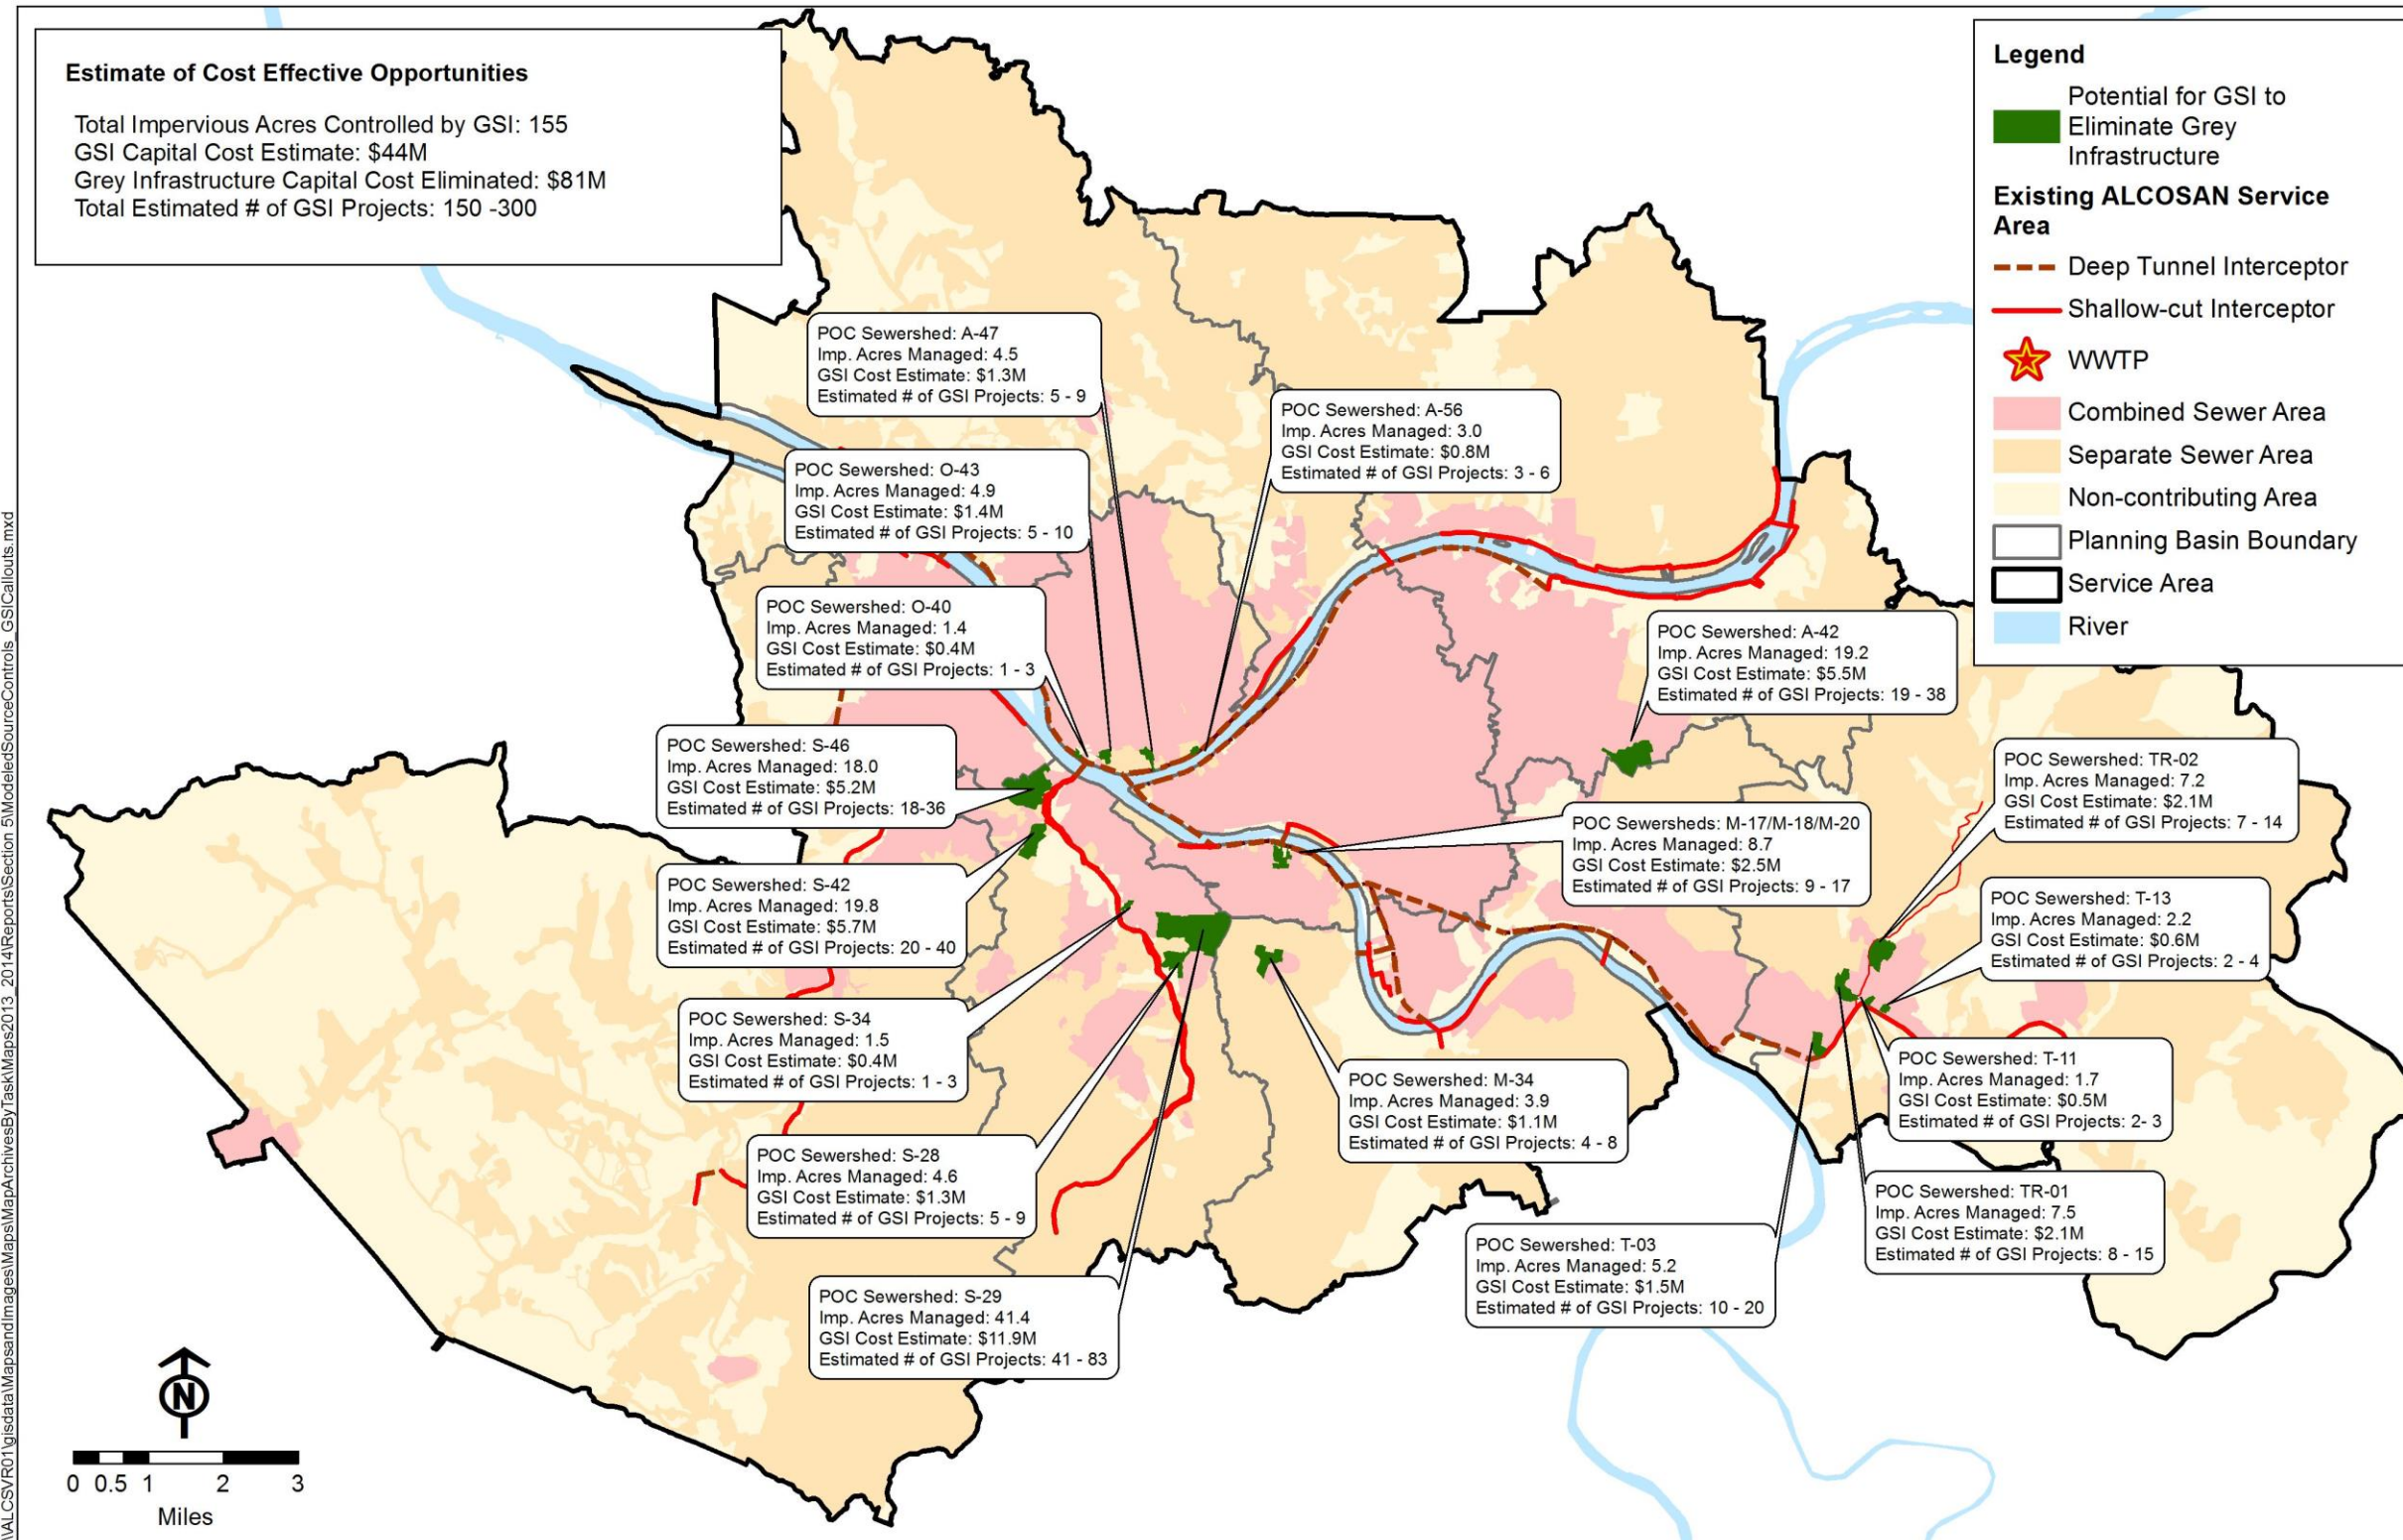 Estimate of Cost Effective Opportunities
Total Impervious Acres Controlled by GSI: 155
GSI Capital Cost Estimate: $44M
Grey Infrastructure Capital Cost Eliminated: $81M
Total Estimated # of GSI Projects: 150 -300
Legend
Potential for GSI to
Eliminate Grey
Infrastructure
Existing ALCOSAN Service
Area
Deep Tunnel Interceptor
Shallow-cut Interceptor
WWTP
Combined Sewer Area
Separate Sewer Area
Non-contributing Area
Planning Basin Boundary
Service Area
River
POC Sewershed: A-47
Imp. Acres Managed: 4.5
GSI Cost Estimate: $1.3M
Estimated # of GSI Projects: 5 - 9
POC Sewershed: A-56
Imp. Acres Managed: 3.0
GSI Cost Estimate: $0.8M
Estimated # of GSI Projects: 3 - 6
POC Sewershed: O-43
Imp. Acres Managed: 4.9
GSI Cost Estimate: $1.4M
Estimated # of GSI Projects: 5 - 10
POC Sewershed: O-40
Imp. Acres Managed: 1.4
GSI Cost Estimate: $0.4M
Estimated # of GSI Projects: 1 - 3
POC Sewershed: A-42
Imp. Acres Managed: 19.2
GSI Cost Estimate: $5.5M
Estimated # of GSI Projects: 19 - 38
POC Sewershed: S-46
Imp. Acres Managed: 18.0
GSI Cost Estimate: $5.2M
Estimated # of GSI Projects: 18-36
POC Sewershed: TR-02
Imp. Acres Managed: 7.2
GSI Cost Estimate: $2.1M
Estimated # of GSI Projects: 7 - 14
POC Sewersheds: M-17/M-18/M-20
Imp. Acres Managed: 8.7
GSI Cost Estimate: $2.5M
Estimated # of GSI Projects: 9 - 17
POC Sewershed: S-42
Imp. Acres Managed: 19.8
GSI Cost Estimate: $5.7M
Estimated # of GSI Projects: 20 - 40
POC Sewershed: T-13
Imp. Acres Managed: 2.2
GSI Cost Estimate: $0.6M
Estimated # of GSI Projects: 2 - 4
POC Sewershed: S-34
Imp. Acres Managed: 1.5
GSI Cost Estimate: $0.4M
Estimated # of GSI Projects: 1 - 3
POC Sewershed: T-11
Imp. Acres Managed: 1.7
GSI Cost Estimate: $0.5M
Estimated # of GSI Projects: 2- 3
POC Sewershed: M-34
Imp. Acres Managed: 3.9
GSI Cost Estimate: $1.1M
Estimated # of GSI Projects: 4 - 8
POC Sewershed: S-28
Imp. Acres Managed: 4.6
GSI Cost Estimate: $1.3M
Estimated # of GSI Projects: 5 - 9
POC Sewershed: TR-01
Imp. Acres Managed: 7.5
GSI Cost Estimate: $2.1M
Estimated # of GSI Projects: 8 - 15
POC Sewershed: T-03
Imp. Acres Managed: 5.2
GSI Cost Estimate: $1.5M
Estimated # of GSI Projects: 10 - 20
POC Sewershed: S-29
Imp. Acres Managed: 41.4
GSI Cost Estimate: $11.9M
Estimated # of GSI Projects: 41 - 83
N
0 0.5 1 2 3
Miles
\\ALCSVR01\gisdata\MapsandImages\Maps\MapArchivesByTask\Maps2013_2014\Reports\Section 5\ModeledSourceControls_GSICallouts.mxd